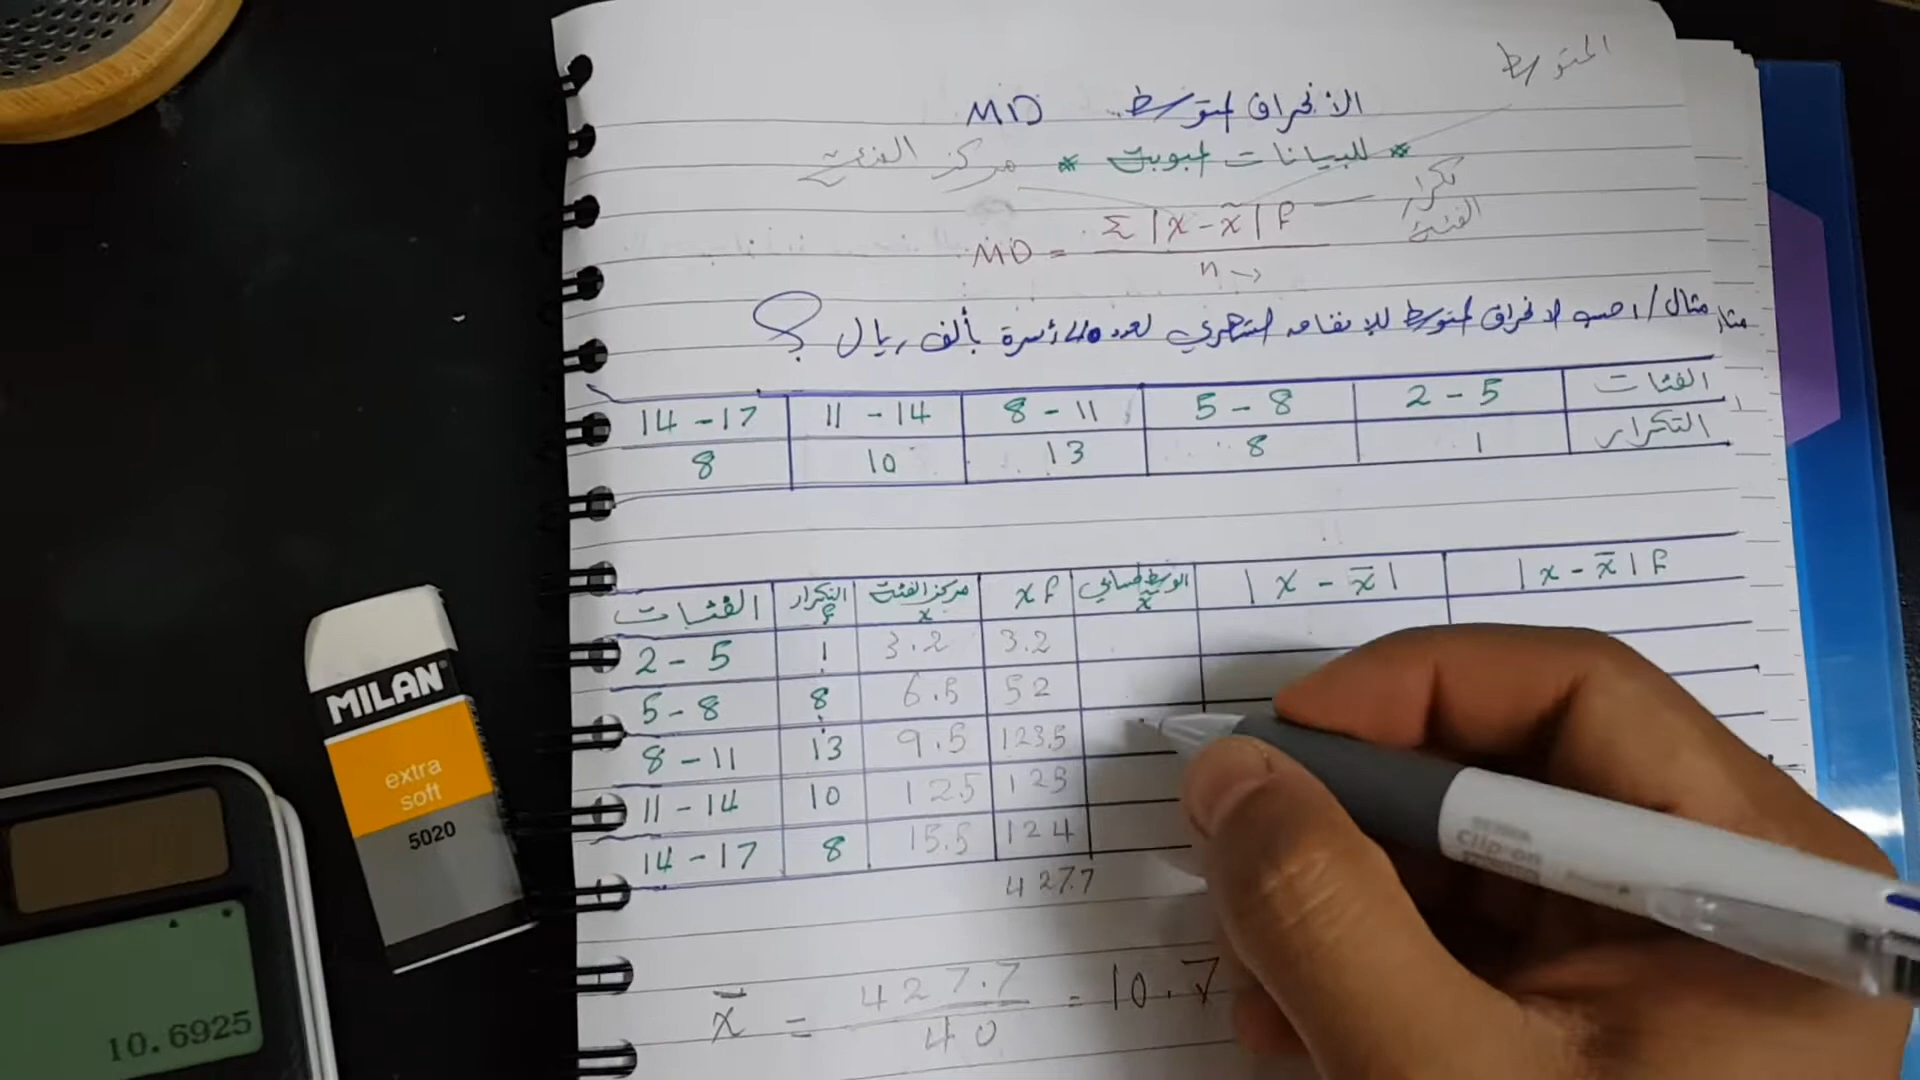 المتوسط
الانحراف المتوسط MD
* للبيانات المبوبة * مركز الفئة
تكرار
الفئة
MD = Σ |x - x̄| f
n
مثال / احسب الانحراف المتوسط للإنفاق الشهري لعدد 40 أسرة بألف ريال ؟
14 - 17 11 - 14 8 - 11 5 - 8 2 - 5 الفئات
8 10 13 8 1 التكرار
الفئات التكرار f مركز الفئة x x f الوسط الحسابي x̄ | x - x̄ | | x - x̄ | f
2 - 5 1 3.2 3.2
5 - 8 8 6.5 52
8 - 11 13 9.5 123.5
11 - 14 10 12.5 125
14 - 17 8 15.5 124
427.7
x̄ = 427.7 / 40 = 10.7
MILAN
extra
soft
5020
10.6925